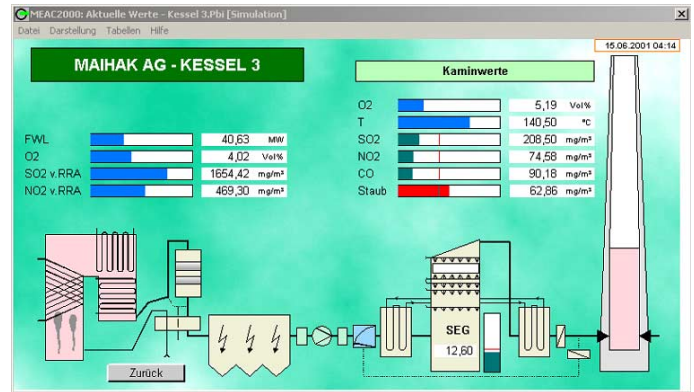 MEAC2000: Aktuelle Werte - Kessel 3.Pbi [Simulation]
Datei Darstellung Tabellen Hilfe
15.06.2001 04:14
MAIHAK AG - KESSEL 3
Kaminwerte
O2 5,19 Vol%
T 140,50 °C
FWL 40,63 MW
SO2 208,50 mg/m³
O2 4,02 Vol%
NO2 74,58 mg/m³
SO2 v.RRA 1654,42 mg/m³
CO 90,18 mg/m³
NO2 v.RRA 469,30 mg/m³
Staub 62,86 mg/m³
SEG
12,60
Zurück